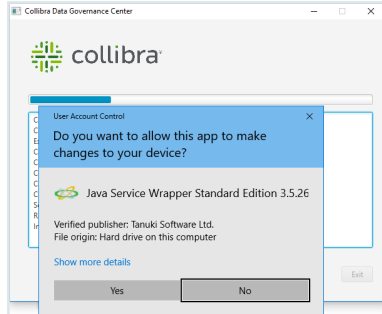 Collibra Data Governance Center
collibra
User Account Control
Do you want to allow this app to make
changes to your device?
Java Service Wrapper Standard Edition 3.5.26
Verified publisher: Tanuki Software Ltd.
File origin: Hard drive on this computer
Show more details
Yes
No
Exit